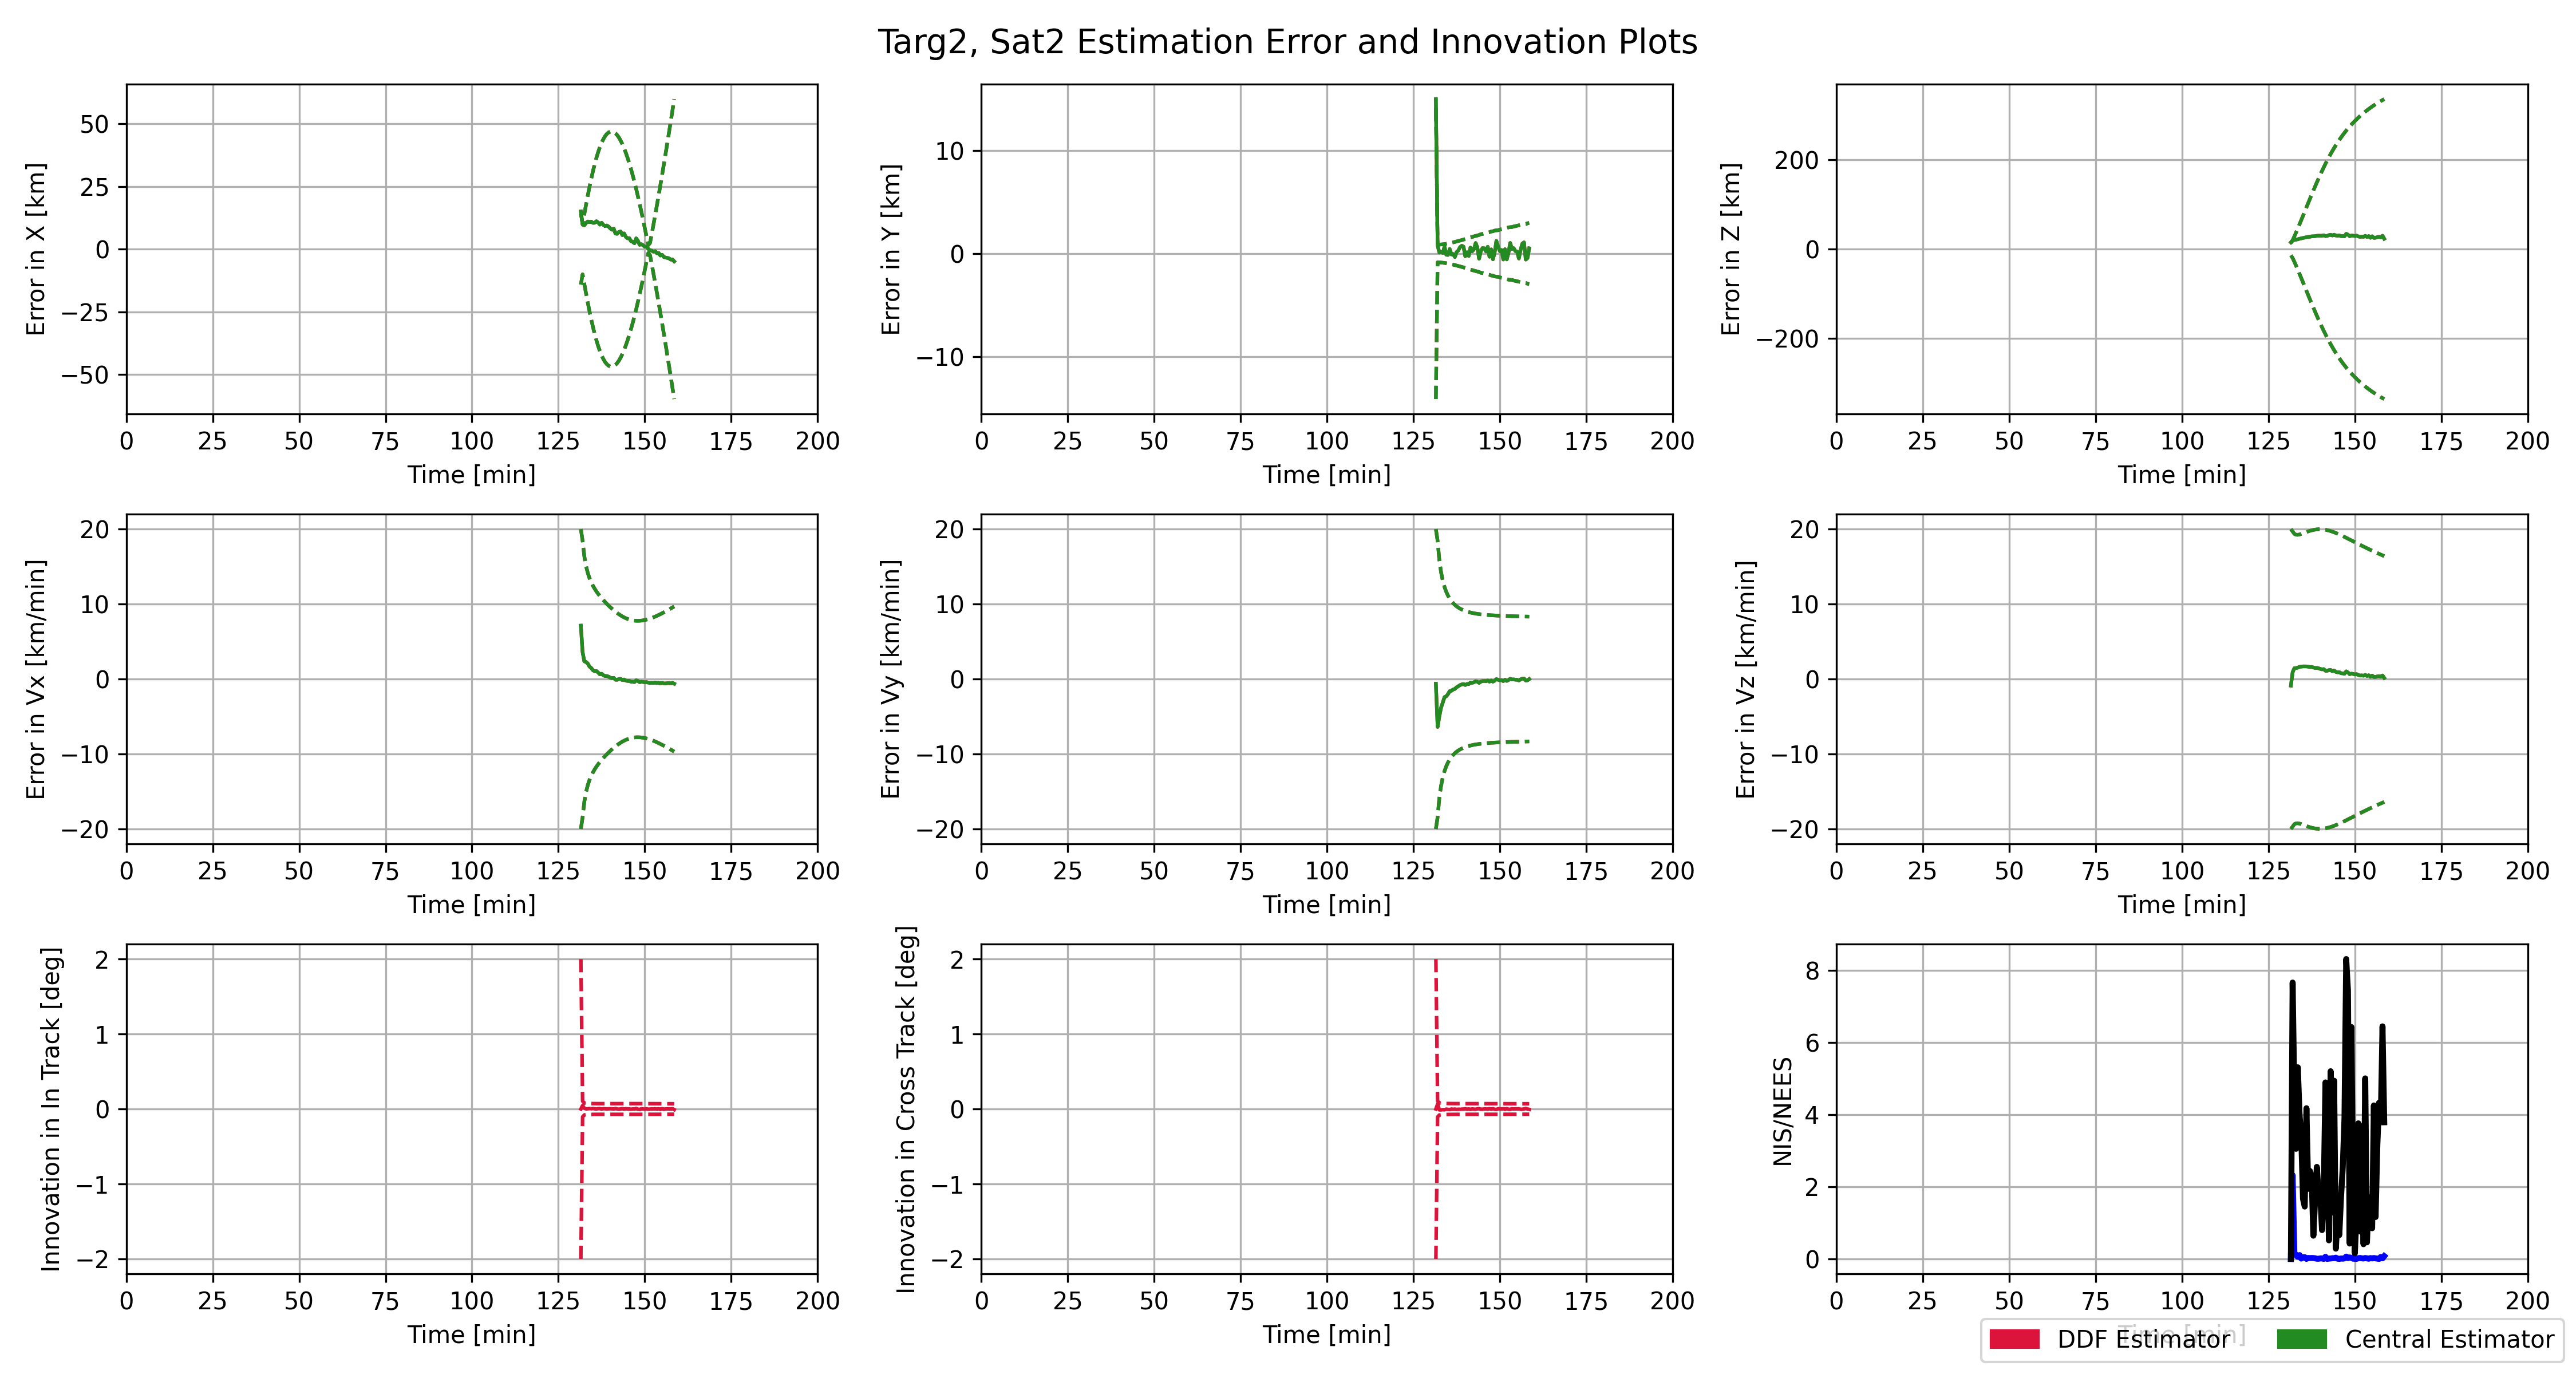 Targ2, Sat2 Estimation Error and Innovation Plots
Error in X [km]
50
25
0
−25
−50
0 25 50 75 100 125 150 175 200
Time [min]
Error in Y [km]
10
0
−10
0 25 50 75 100 125 150 175 200
Time [min]
Error in Z [km]
200
0
−200
0 25 50 75 100 125 150 175 200
Time [min]
Error in Vx [km/min]
20
10
0
−10
−20
0 25 50 75 100 125 150 175 200
Time [min]
Error in Vy [km/min]
20
10
0
−10
−20
0 25 50 75 100 125 150 175 200
Time [min]
Error in Vz [km/min]
20
10
0
−10
−20
0 25 50 75 100 125 150 175 200
Time [min]
Innovation in In Track [deg]
2
1
0
−1
−2
0 25 50 75 100 125 150 175 200
Time [min]
Innovation in Cross Track [deg]
2
1
0
−1
−2
0 25 50 75 100 125 150 175 200
Time [min]
NIS/NEES
8
6
4
2
0
0 25 50 75 100 125 150 175 200
Time [min]
DDF Estimator Central Estimator